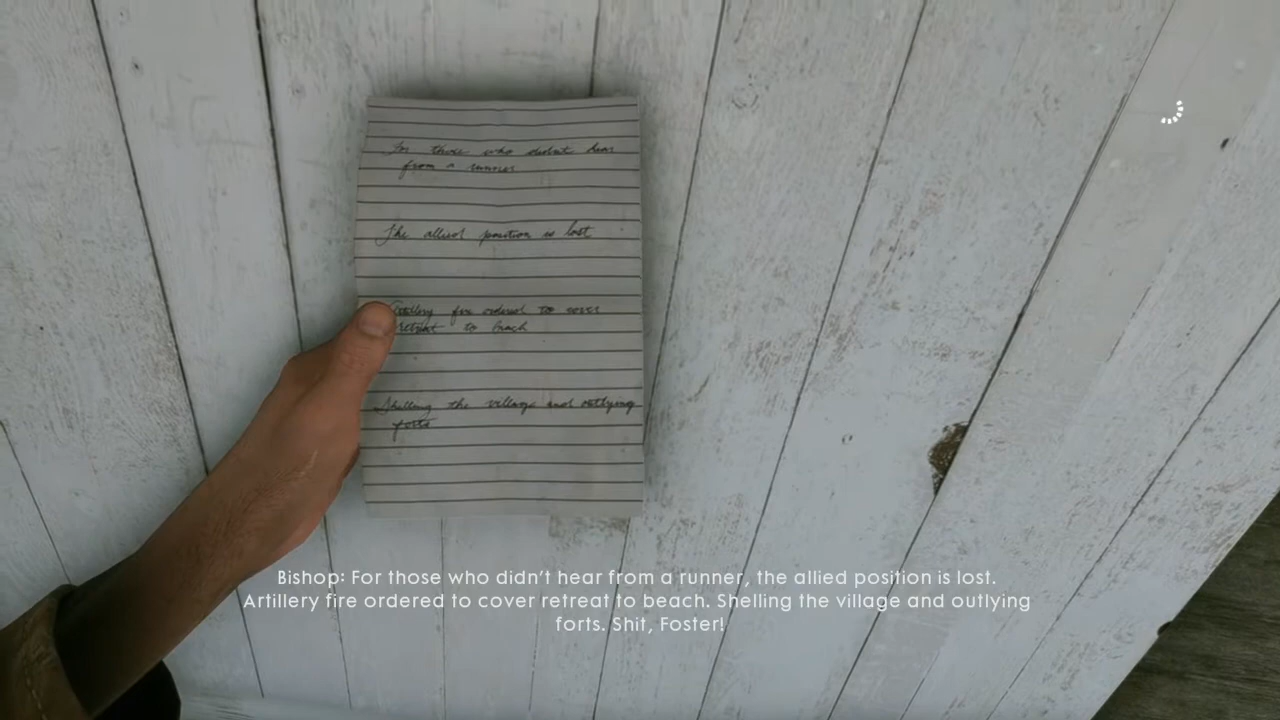 For those who didnt hear
from a runner
The allied position is lost
Artillery fire ordered to cover
retreat to beach
Shelling the village and outlying
forts
Bishop: For those who didn't hear from a runner, the allied position is lost.
Artillery fire ordered to cover retreat to beach. Shelling the village and outlying
forts. Shit, Foster!